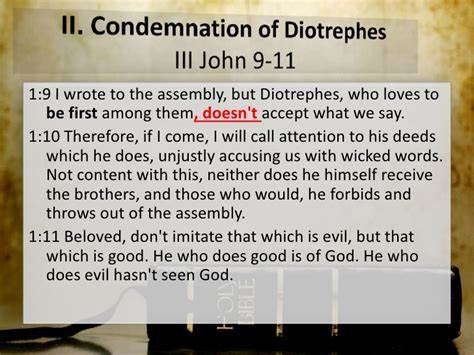 II. Condemnation of Diotrephes
III John 9-11
1:9 I wrote to the assembly, but Diotrephes, who loves to
be first among them, doesn't accept what we say.
1:10 Therefore, if I come, I will call attention to his deeds
which he does, unjustly accusing us with wicked words.
Not content with this, neither does he himself receive
the brothers, and those who would, he forbids and
throws out of the assembly.
1:11 Beloved, don't imitate that which is evil, but that
which is good. He who does good is of God. He who
does evil hasn't seen God.
HOLY
BIBLE